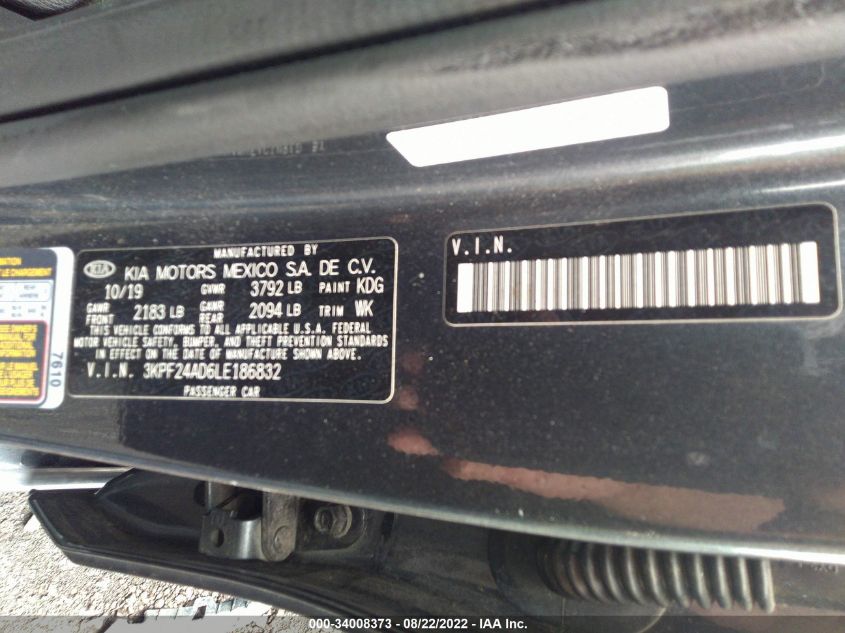 MANUFACTURED BY
KIA KIA MOTORS MEXICO S.A. DE C.V.
10/19 GVWR 3792 LB PAINT KDG
GAWR FRONT 2183 LB GAWR REAR 2094 LB TRIM WK
THIS VEHICLE CONFORMS TO ALL APPLICABLE U.S.A. FEDERAL
MOTOR VEHICLE SAFETY, BUMPER, AND THEFT PREVENTION STANDARDS
IN EFFECT ON THE DATE OF MANUFACTURE SHOWN ABOVE.
V.I.N. 3KPF24AD6LE186832
PASSENGER CAR
V.I.N.
7610
000-34008373 - 08/22/2022 - IAA Inc.